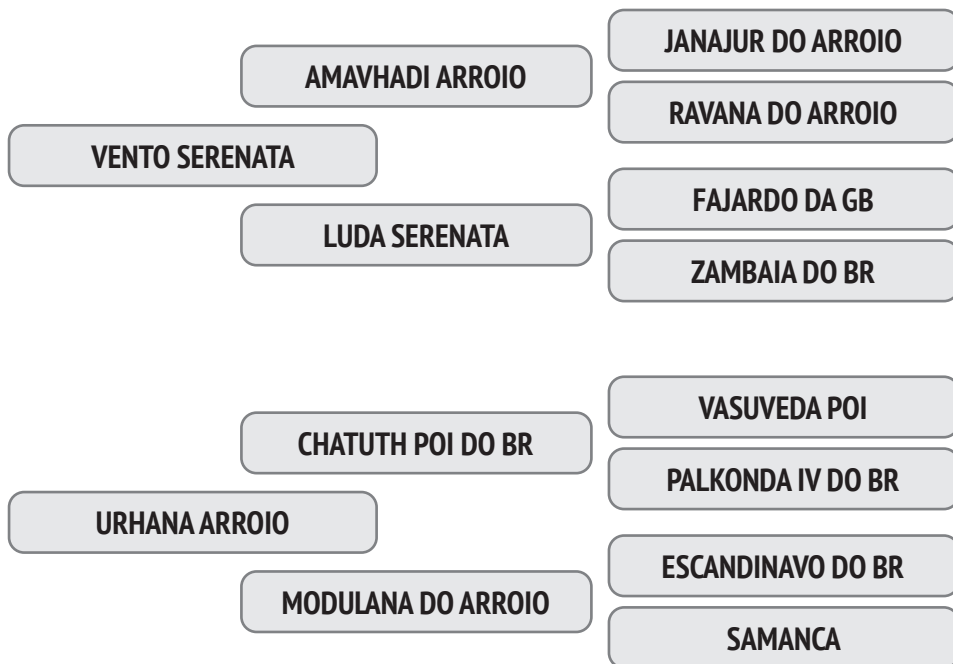 JANAJUR DO ARROIO
AMAVHADI ARROIO
RAVANA DO ARROIO
VENTO SERENATA
FAJARDO DA GB
LUDA SERENATA
ZAMBAIA DO BR
VASUVEDA POI
CHATUTH POI DO BR
PALKONDA IV DO BR
URHANA ARROIO
ESCANDINAVO DO BR
MODULANA DO ARROIO
SAMANCA